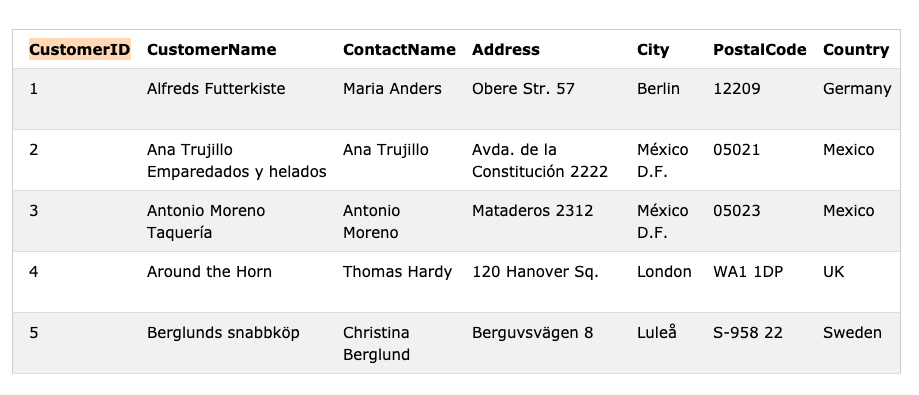 CustomerID CustomerName ContactName Address City PostalCode Country
1 Alfreds Futterkiste Maria Anders Obere Str. 57 Berlin 12209 Germany
2 Ana Trujillo Ana Trujillo Avda. de la México 05021 Mexico
Emparedados y helados Constitución 2222 D.F.
3 Antonio Moreno Antonio Mataderos 2312 México 05023 Mexico
Taquería Moreno D.F.
4 Around the Horn Thomas Hardy 120 Hanover Sq. London WA1 1DP UK
5 Berglunds snabbköp Christina Berguvsvägen 8 Luleå S-958 22 Sweden
Berglund